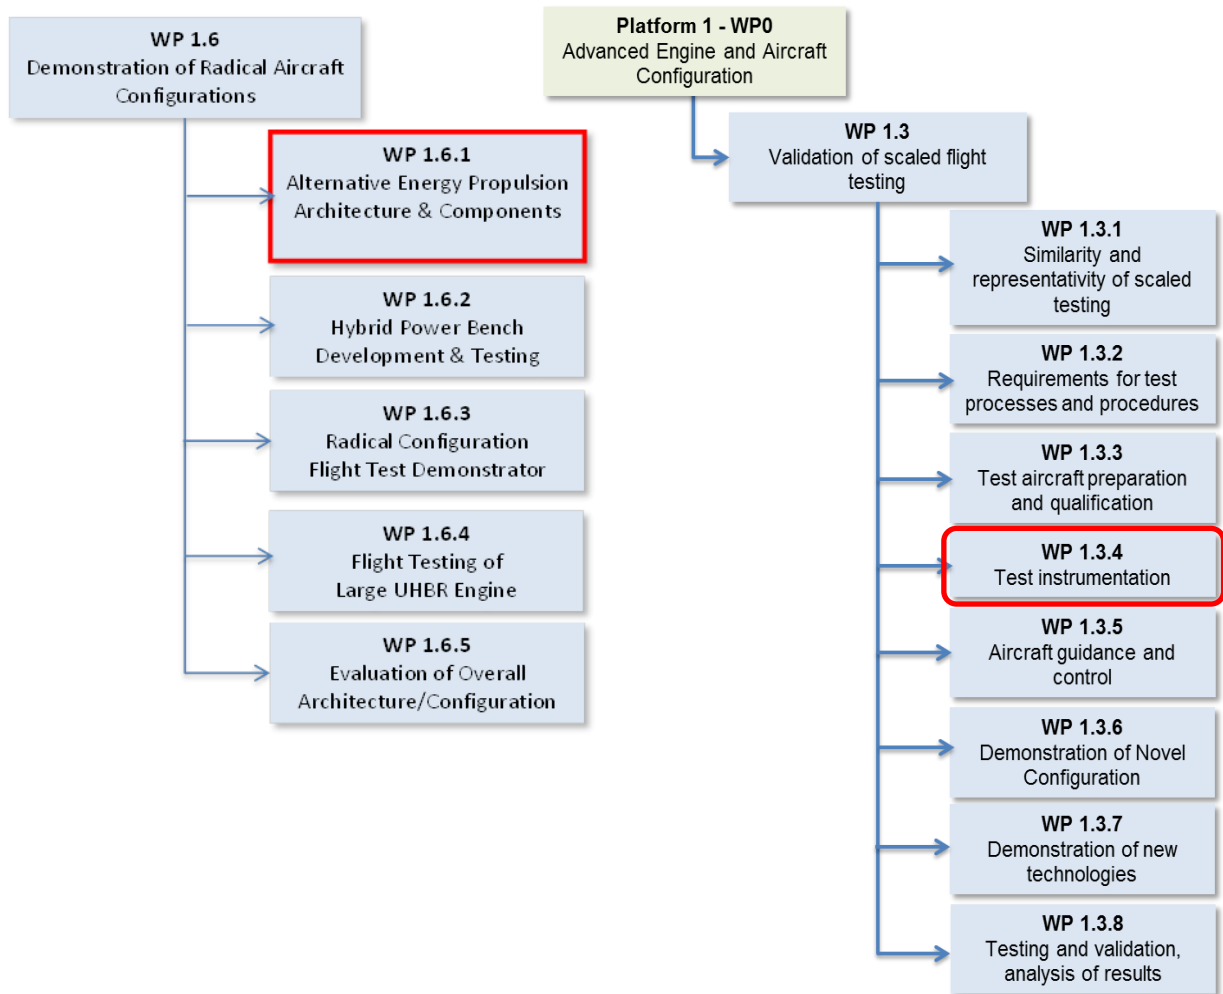 WP 1.6
Demonstration of Radical Aircraft
Configurations
WP 1.6.1
Alternative Energy Propulsion
Architecture & Components
WP 1.6.2
Hybrid Power Bench
Development & Testing
WP 1.6.3
Radical Configuration
Flight Test Demonstrator
WP 1.6.4
Flight Testing of
Large UHBR Engine
WP 1.6.5
Evaluation of Overall
Architecture/Configuration
Platform 1 - WP0
Advanced Engine and Aircraft
Configuration
WP 1.3
Validation of scaled flight
testing
WP 1.3.1
Similarity and
representativity of scaled
testing
WP 1.3.2
Requirements for test
processes and procedures
WP 1.3.3
Test aircraft preparation
and qualification
WP 1.3.4
Test instrumentation
WP 1.3.5
Aircraft guidance and
control
WP 1.3.6
Demonstration of Novel
Configuration
WP 1.3.7
Demonstration of new
technologies
WP 1.3.8
Testing and validation,
analysis of results